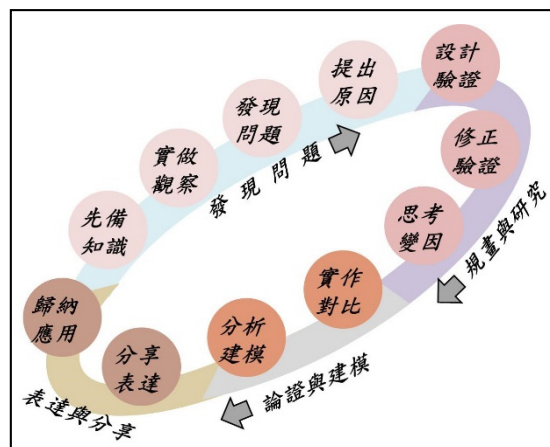 先備
知識
實做
觀察
發現
問題
提出
原因
設計
驗證
修正
驗證
思考
變因
實作
對比
分析
建模
分享
表達
歸納
應用
發現問題
規畫與研究
論證與建模
表達與分享